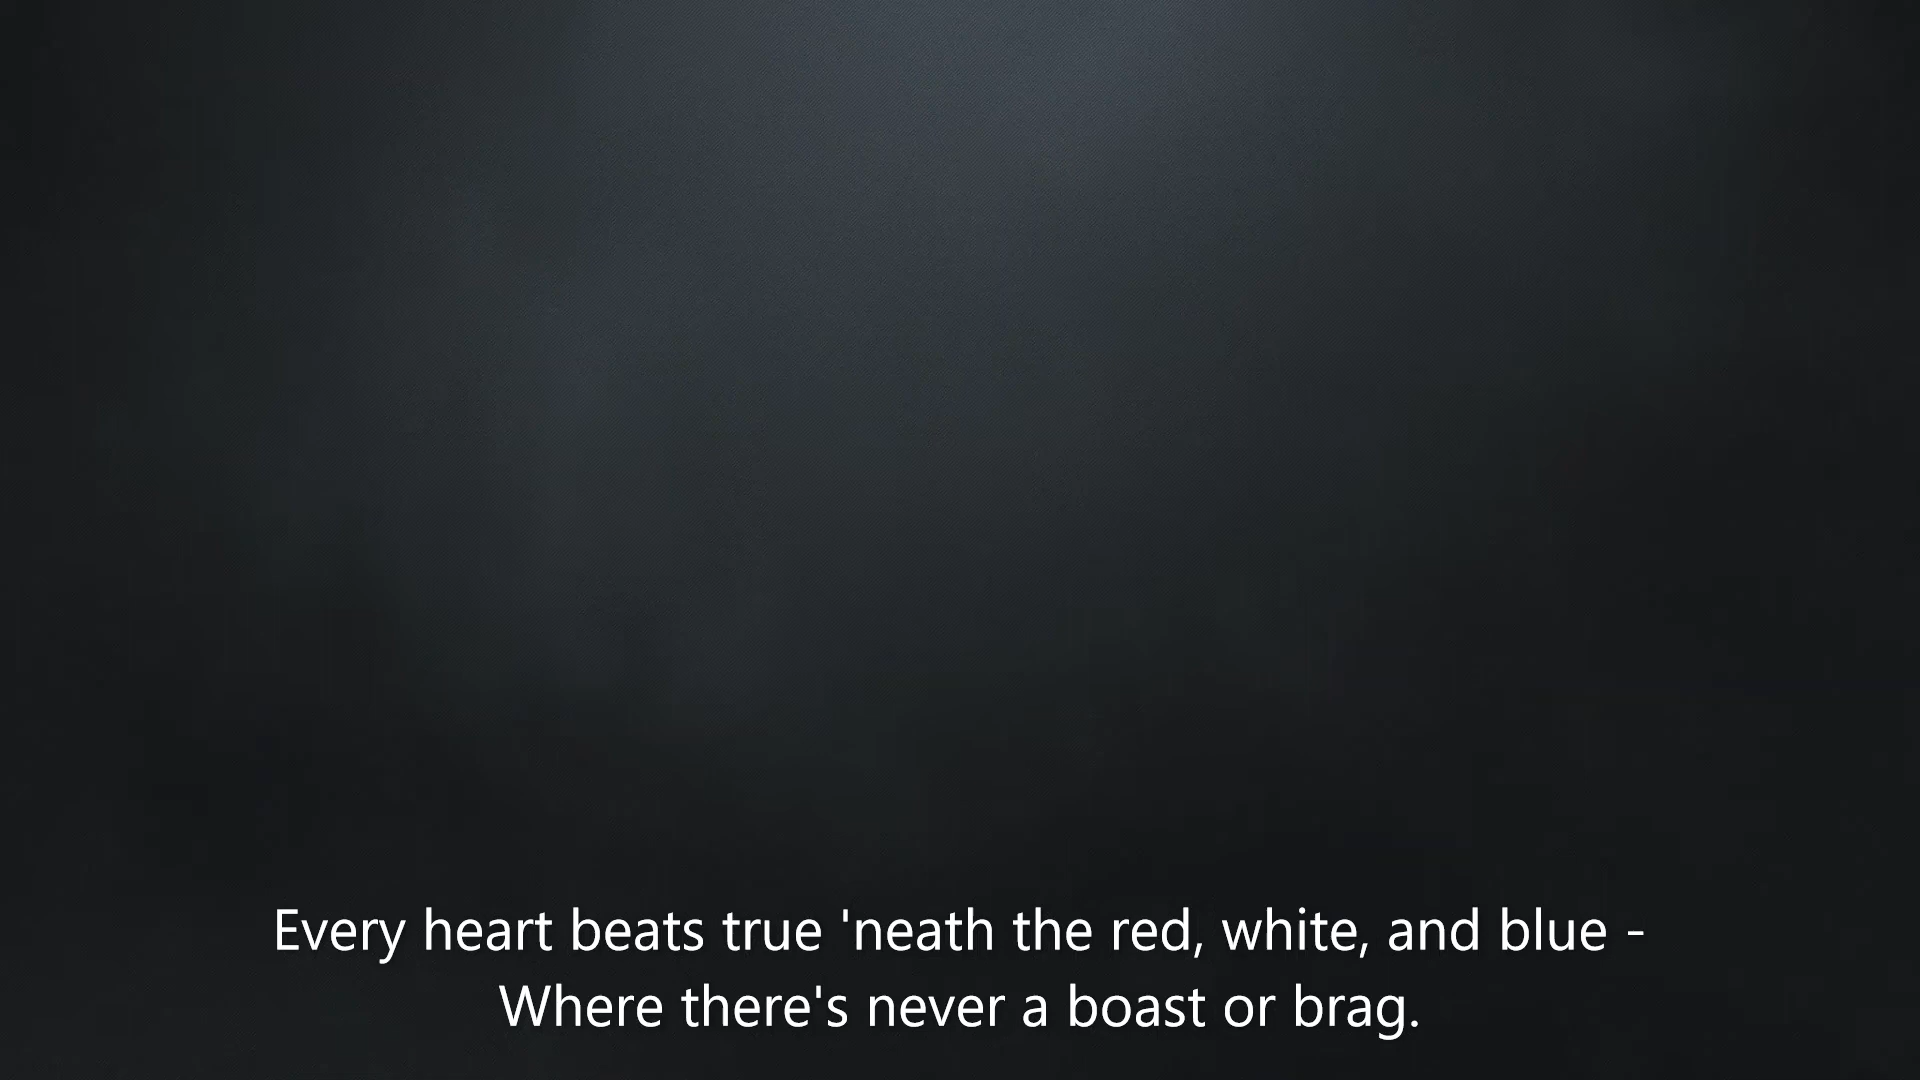 Every heart beats true 'neath the red, white, and blue -
Where there's never a boast or brag.